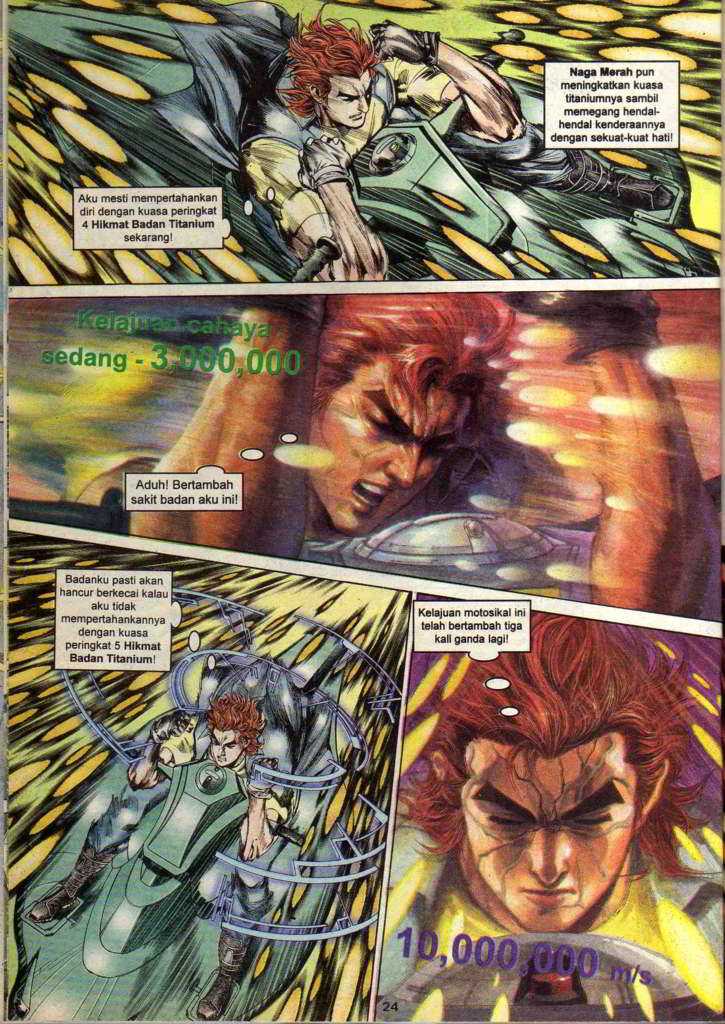 Naga Merah pun
meningkatkan kuasa
titaniumnya sambil
memegang hendal-
hendal kenderaannya
dengan sekuat-kuat hati!
Aku mesti mempertahankan
diri dengan kuasa peringkat
4 Hikmat Badan Titanium
sekarang!
Kelajuan cahaya
sedang - 3,000,000
Aduh! Bertambah
sakit badan aku ini!
Badanku pasti akan
hancur berkecai kalau
aku tidak
mempertahankannya
dengan kuasa
peringkat 5 Hikmat
Badan Titanium!
Kelajuan motosikal ini
telah bertambah tiga
kali ganda lagi!
10,000,000 m/s
24